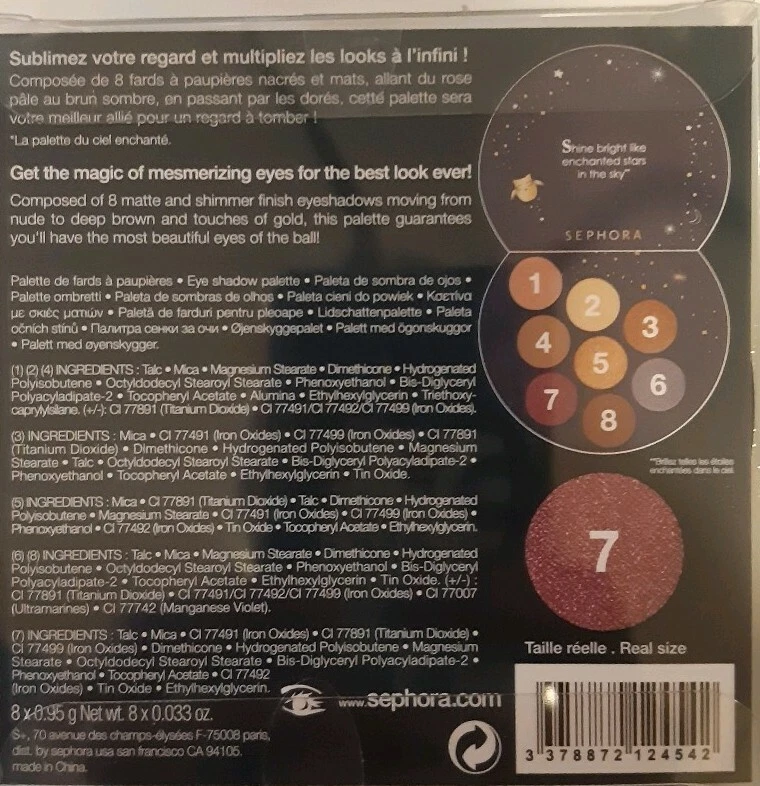 Sublimez votre regard et multipliez les looks à l'infini !
Composée de 8 fards à paupières nacrés et mats, allant du rose
pâle au brun sombre, en passant par les dorés, cette palette sera
votre meilleur allié pour un regard à tomber !
*La palette du ciel enchanté.
Get the magic of mesmerizing eyes for the best look ever!
Composed of 8 matte and shimmer finish eyeshadows moving from
nude to deep brown and touches of gold, this palette guarantees
you'll have the most beautiful eyes of the ball!
Palette de fards à paupières • Eye shadow palette • Paleta de sombra de ojos •
Palette ombretti • Paleta de sombras de olhos • Paleta cieni do powiek • Κασετίνα
με σκιές ματιών • Paletă de farduri pentru pleoape • Lidschattenpalette • Paleta
očních stínů • Палитра сенки за очи • Øjenskyggepalet • Palett med ögonskuggor
• Palett med øyenskygger.
(1) (2) (4) INGREDIENTS : Talc • Mica • Magnesium Stearate • Dimethicone • Hydrogenated
Polyisobutene • Octyldodecyl Stearoyl Stearate • Phenoxyethanol • Bis-Diglyceryl
Polyacyladipate-2 • Tocopheryl Acetate • Alumina • Ethylhexylglycerin • Triethoxy-
caprylylsilane. (+/-): CI 77891 (Titanium Dioxide) • CI 77491/CI 77492/CI 77499 (Iron Oxides).
(3) INGREDIENTS : Mica • CI 77491 (Iron Oxides) • CI 77499 (Iron Oxides) • CI 77891
(Titanium Dioxide) • Dimethicone • Hydrogenated Polyisobutene • Magnesium
Stearate • Talc • Octyldodecyl Stearoyl Stearate • Bis-Diglyceryl Polyacyladipate-2 •
Phenoxyethanol • Tocopheryl Acetate • Ethylhexylglycerin • Tin Oxide.
(5) INGREDIENTS : Mica • CI 77891 (Titanium Dioxide) • Talc • Dimethicone • Hydrogenated
Polyisobutene • Magnesium Stearate • CI 77491 (Iron Oxides) • CI 77499 (Iron Oxides) •
Phenoxyethanol • CI 77492 (Iron Oxides) • Tin Oxide • Tocopheryl Acetate • Ethylhexylglycerin.
(6) (8) INGREDIENTS : Talc • Mica • Magnesium Stearate • Dimethicone • Hydrogenated
Polyisobutene • Octyldodecyl Stearoyl Stearate • Phenoxyethanol • Bis-Diglyceryl
Polyacyladipate-2 • Tocopheryl Acetate • Ethylhexylglycerin • Tin Oxide. (+/-) :
CI 77891 (Titanium Dioxide) • CI 77491/CI 77492/CI 77499 (Iron Oxides) • CI 77007
(Ultramarines) • CI 77742 (Manganese Violet).
(7) INGREDIENTS : Talc • Mica • CI 77491 (Iron Oxides) • CI 77891 (Titanium Dioxide) •
CI 77499 (Iron Oxides) • Dimethicone • Hydrogenated Polyisobutene • Magnesium
Stearate • Octyldodecyl Stearoyl Stearate • Bis-Diglyceryl Polyacyladipate-2 •
Phenoxyethanol • Tocopheryl Acetate • CI 77492
(Iron Oxides) • Tin Oxide • Ethylhexylglycerin.
8 x 0.95 g Net wt. 8 x 0.033 oz.
S+, 70 avenue des champs-élysées F-75008 paris,
dist. by sephora usa san francisco CA 94105.
made in China.
www.sephora.com
Shine bright like
enchanted stars
in the sky**
SEPHORA
1
2
3
4
5
6
7
8
**Brillez telles les étoiles
enchantées dans le ciel
7
Taille réelle . Real size
3 378872 124542